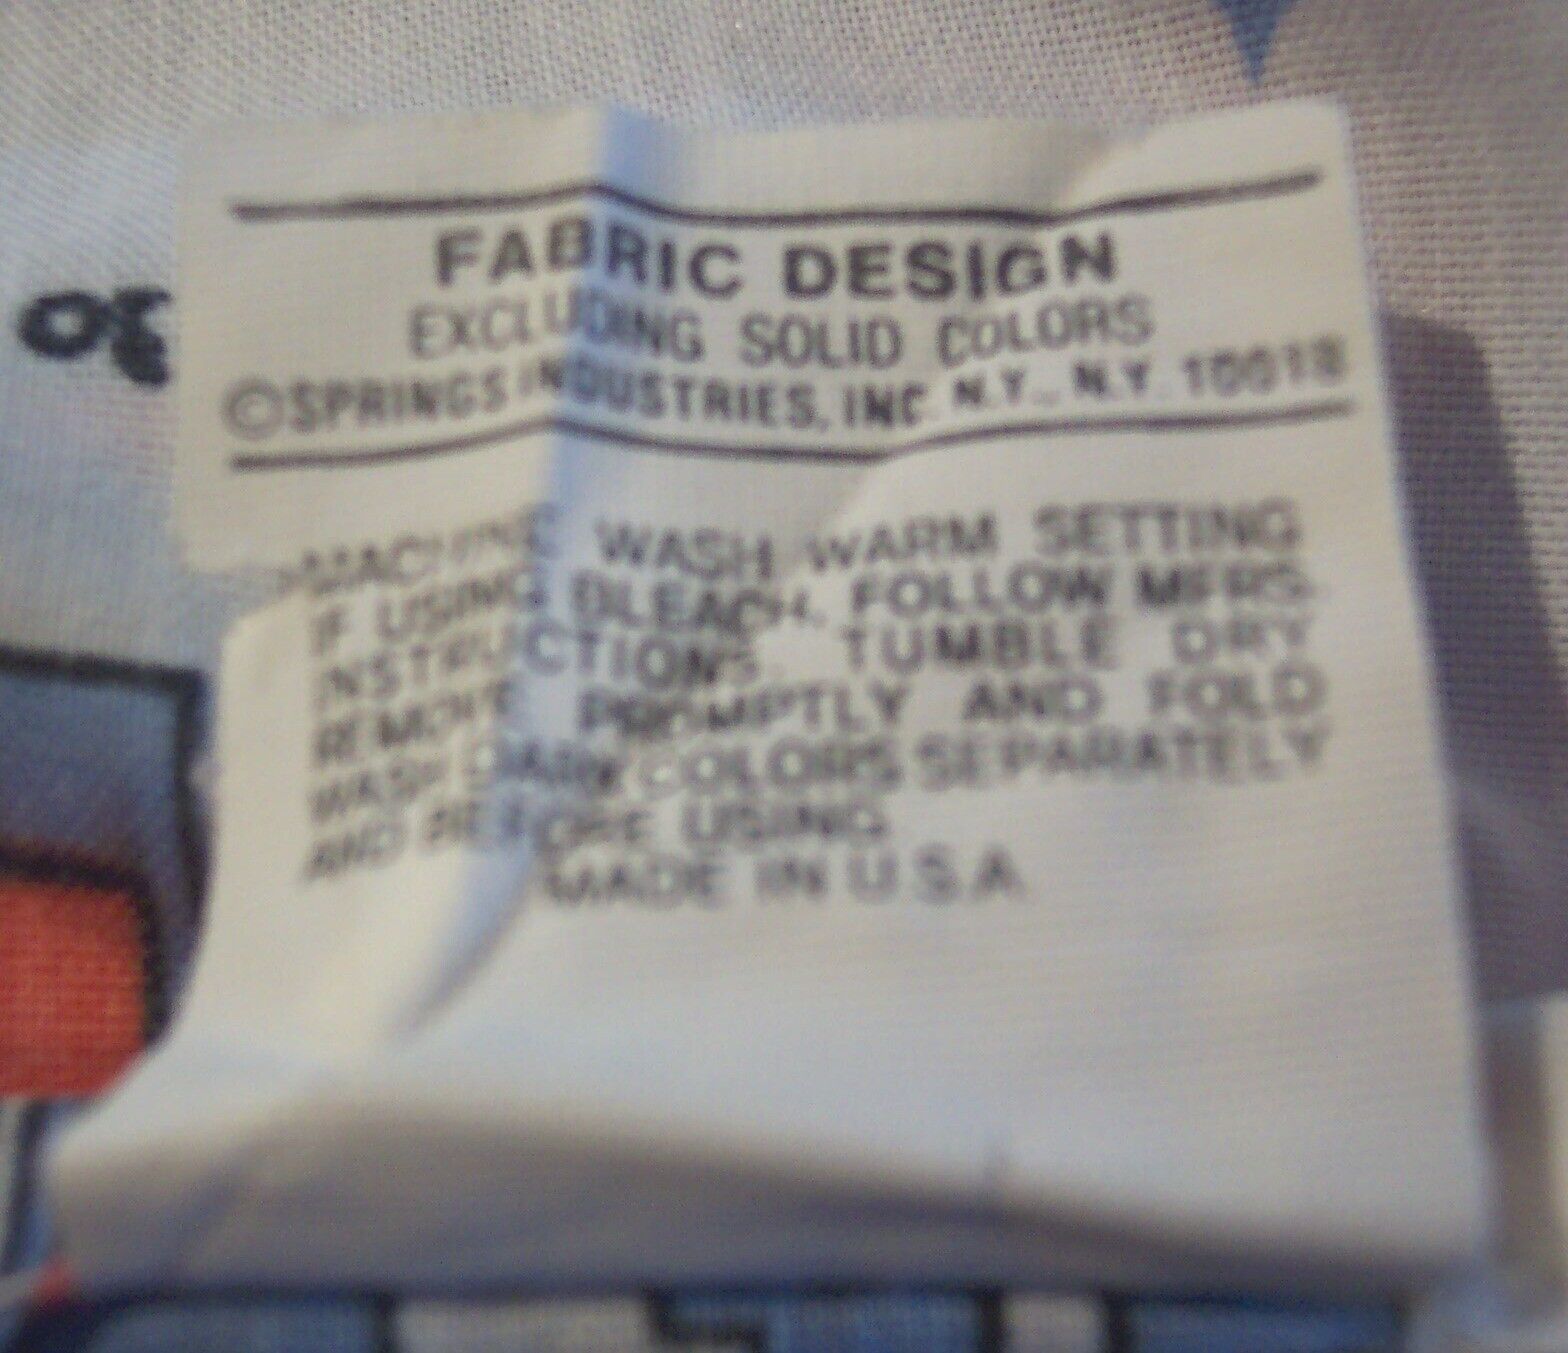 FABRIC DESIGN
EXCLUDING SOLID COLORS
©SPRINGS INDUSTRIES, INC N.Y., N.Y. 10018
MACHINE WASH WARM SETTING
IF USING BLEACH, FOLLOW MFRS
INSTRUCTIONS. TUMBLE DRY
REMOVE PROMPTLY AND FOLD
WASH DARK COLORS SEPARATELY
AND BEFORE USING
MADE IN U S A